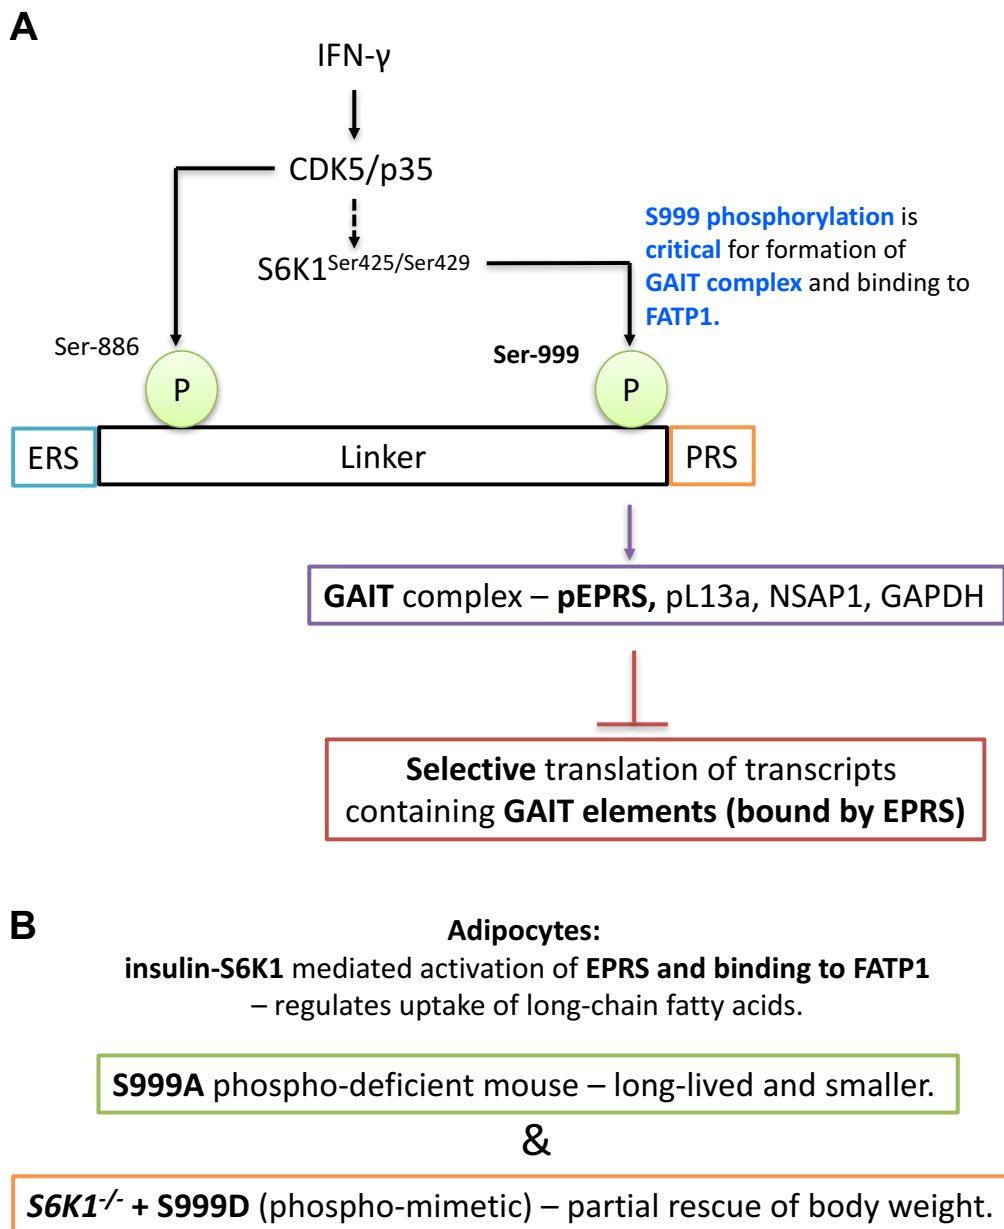 A
IFN-γ
CDK5/p35
S6K1Ser425/Ser429
S999 phosphorylation is
critical for formation of
GAIT complex and binding to
FATP1.
Ser-886
Ser-999
P
P
ERS
Linker
PRS
GAIT complex – pEPRS, pL13a, NSAP1, GAPDH
Selective translation of transcripts
containing GAIT elements (bound by EPRS)
B
Adipocytes:
insulin-S6K1 mediated activation of EPRS and binding to FATP1
– regulates uptake of long-chain fatty acids.
S999A phospho-deficient mouse – long-lived and smaller.
&
S6K1-/- + S999D (phospho-mimetic) – partial rescue of body weight.